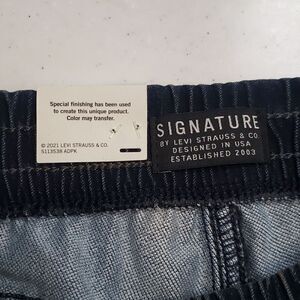 Special finishing has been used
to create this unique product.
Color may transfer.
© 2021 LEVI STRAUSS & CO.
5113538 ADPK
SIGNATURE
BY LEVI STRAUSS & CO.
DESIGNED IN USA
ESTABLISHED 2003